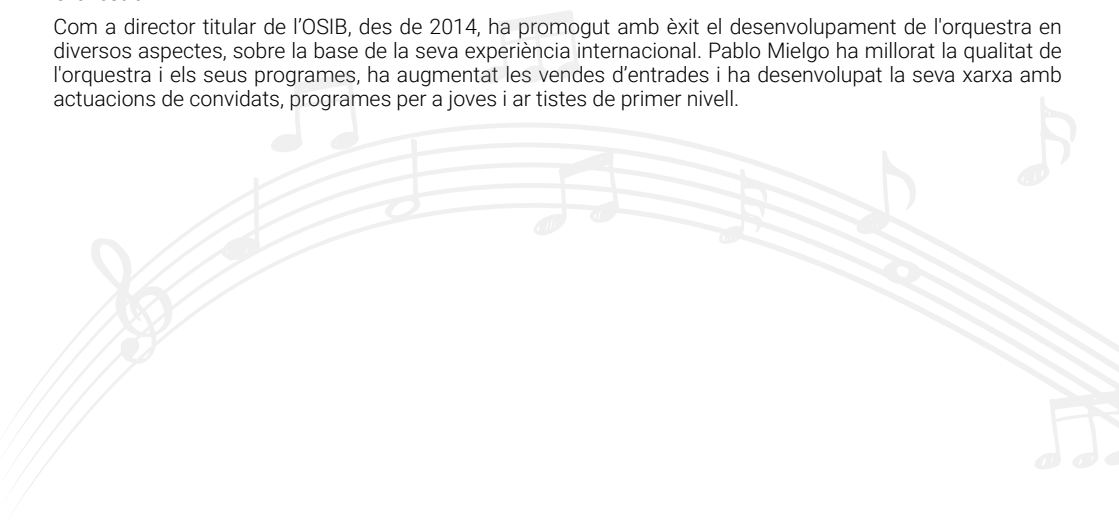 Com a director titular de l’OSIB, des de 2014, ha promogut amb èxit el desenvolupament de l'orquestra en
diversos aspectes, sobre la base de la seva experiència internacional. Pablo Mielgo ha millorat la qualitat de
l'orquestra i els seus programes, ha augmentat les vendes d’entrades i ha desenvolupat la seva xarxa amb
actuacions de convidats, programes per a joves i ar tistes de primer nivell.